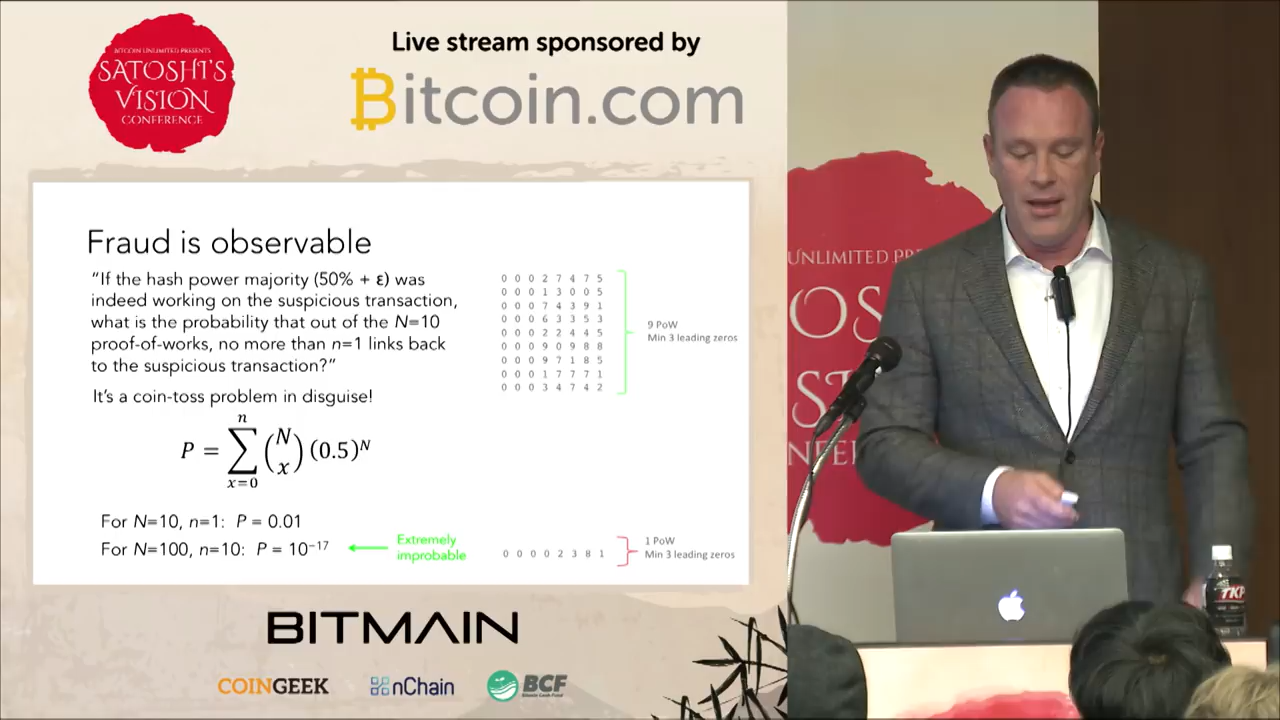 BITCOIN UNLIMITED PRESENTS
SATOSHI'S
VISION
CONFERENCE
Live stream sponsored by
Bitcoin.com
Fraud is observable
"If the hash power majority (50% + ε) was
indeed working on the suspicious transaction,
what is the probability that out of the N=10
proof-of-works, no more than n=1 links back
to the suspicious transaction?"
It's a coin-toss problem in disguise!
P = ∑ₓ₌₀ⁿ (N x) (0.5)ᴺ
For N=10, n=1: P = 0.01
For N=100, n=10: P = 10⁻¹⁷
Extremely
improbable
0 0 0 2 7 4 7 5
0 0 0 1 3 0 0 5
0 0 0 7 4 3 9 1
0 0 0 6 3 3 5 3
0 0 0 2 2 4 4 5
0 0 0 9 0 9 8 8
0 0 0 9 7 1 8 5
0 0 0 1 7 7 7 1
0 0 0 3 4 7 4 2
9 PoW
Min 3 leading zeros
0 0 0 0 2 3 8 1
1 PoW
Min 3 leading zeros
BITMAIN
COINGEEK
nChain
BCF
UNLIMITED PRE
TKP